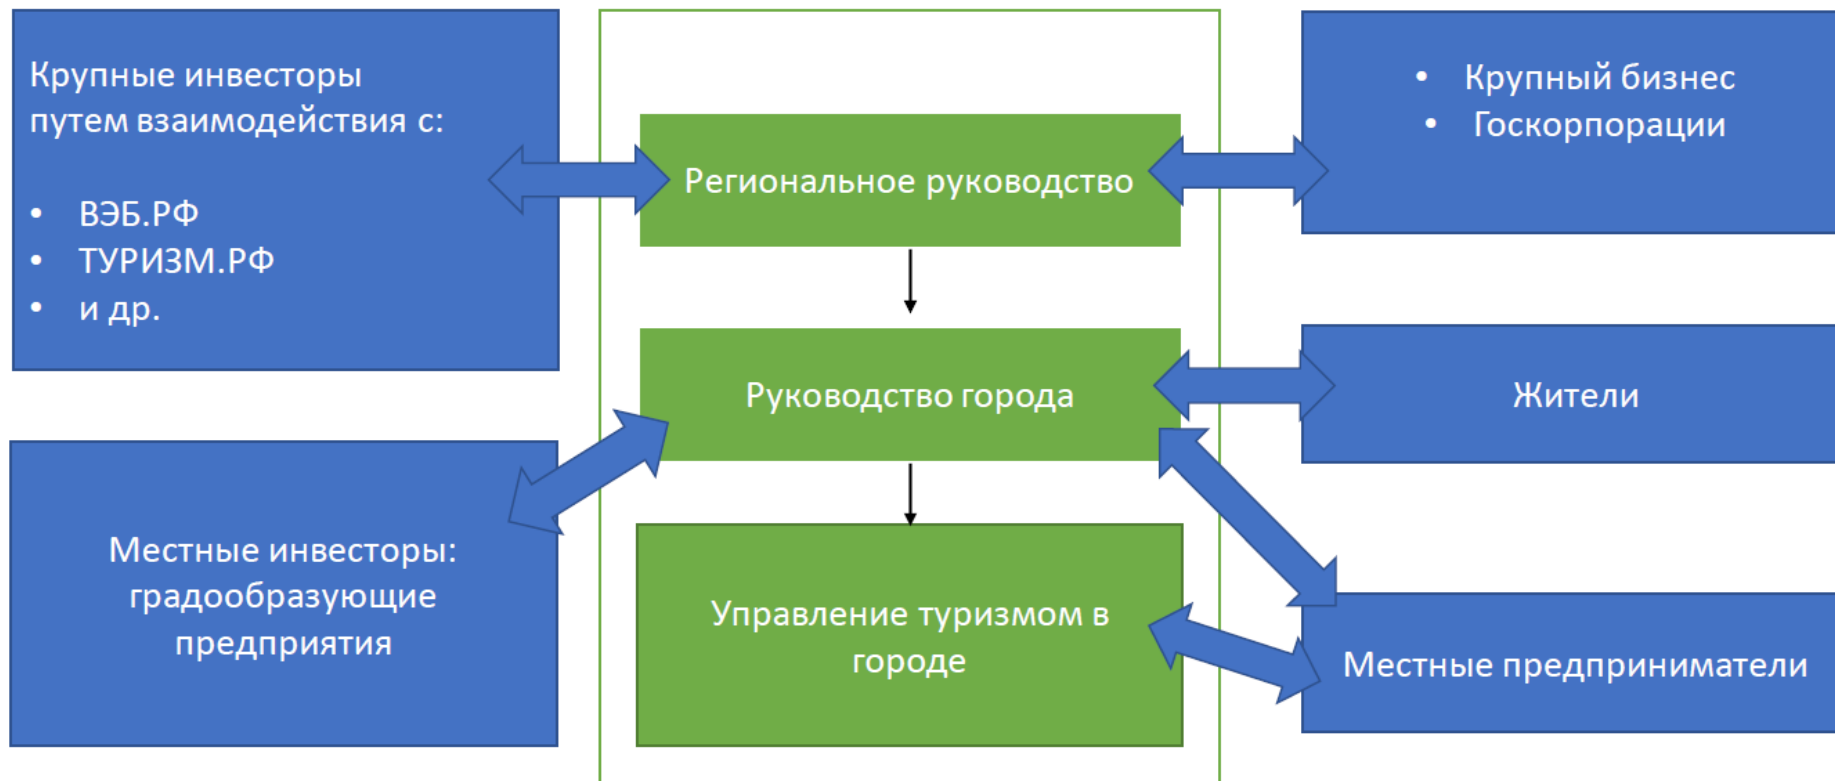 Крупные инвесторы
путем взаимодействия с:
• ВЭБ.РФ
• ТУРИЗМ.РФ
• и др.
Региональное руководство
• Крупный бизнес
• Госкорпорации
Руководство города
Жители
Местные инвесторы:
градообразующие
предприятия
Управление туризмом в
городе
Местные предприниматели